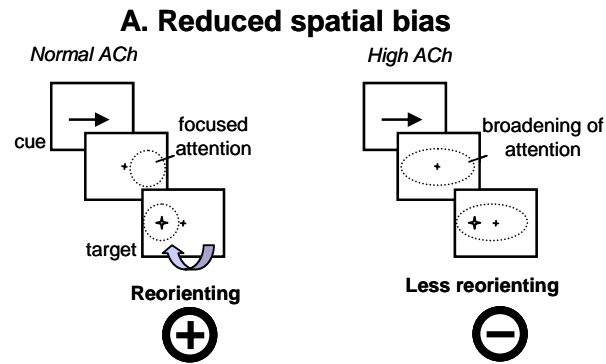 A. Reduced spatial bias
Normal ACh
High ACh
cue
focused
attention
broadening of
attention
target
Reorienting
Less reorienting